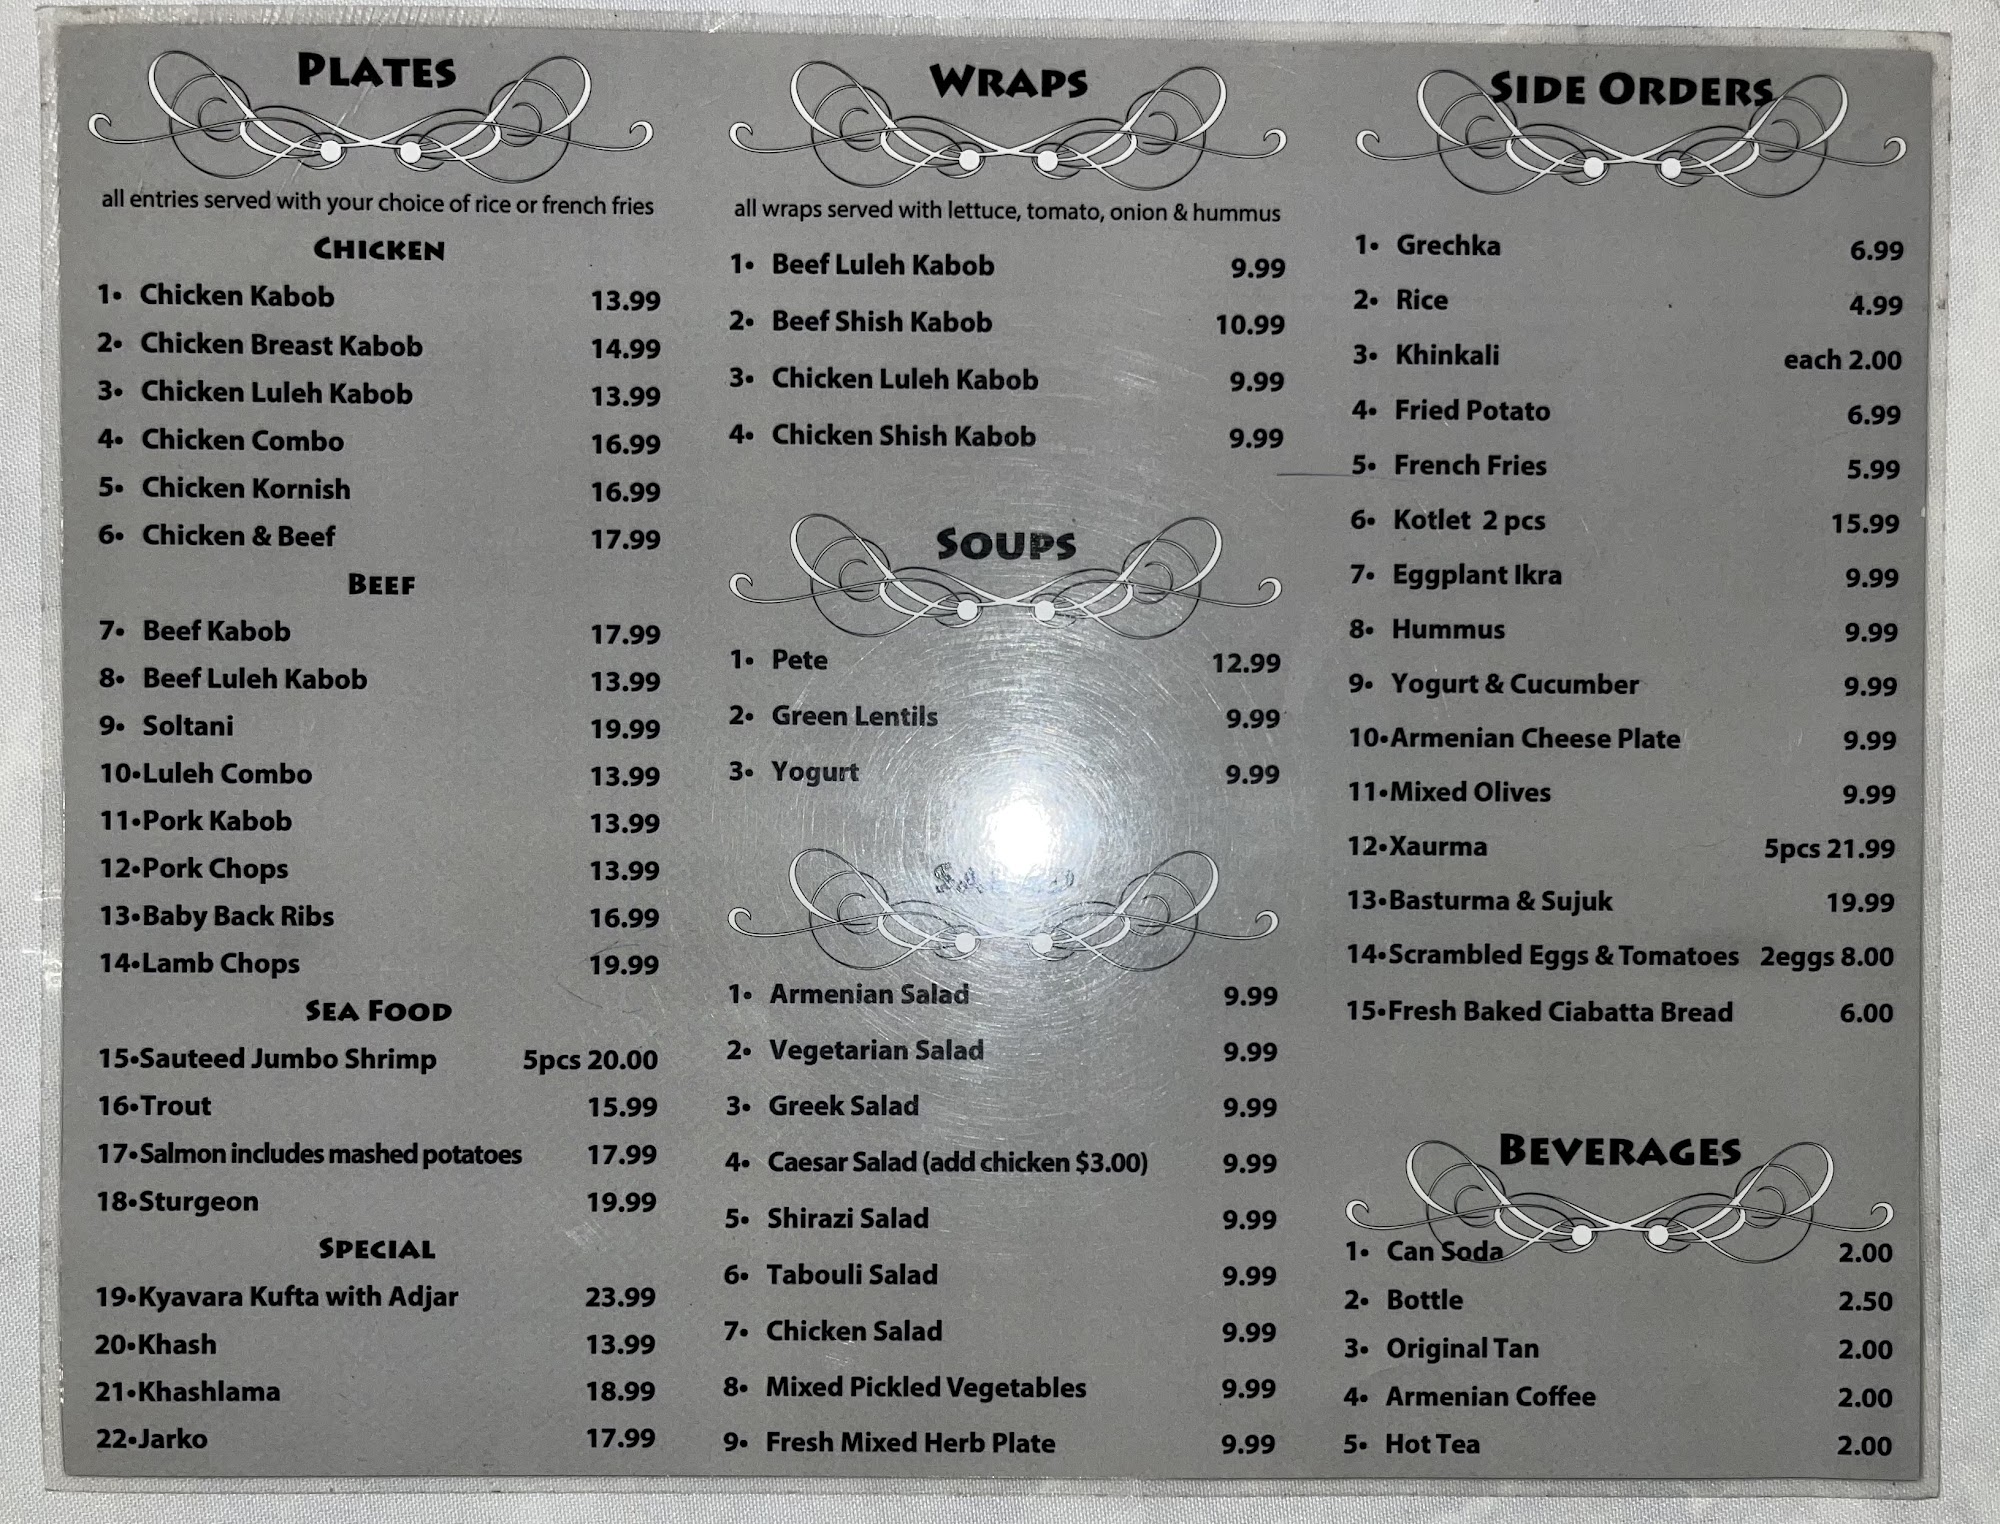 PLATES
all entries served with your choice of rice or french fries
CHICKEN
1• Chicken Kabob 13.99
2• Chicken Breast Kabob 14.99
3• Chicken Luleh Kabob 13.99
4• Chicken Combo 16.99
5• Chicken Kornish 16.99
6• Chicken & Beef 17.99
BEEF
7• Beef Kabob 17.99
8• Beef Luleh Kabob 13.99
9• Soltani 19.99
10•Luleh Combo 13.99
11•Pork Kabob 13.99
12•Pork Chops 13.99
13•Baby Back Ribs 16.99
14•Lamb Chops 19.99
SEA FOOD
15•Sauteed Jumbo Shrimp 5pcs 20.00
16•Trout 15.99
17•Salmon includes mashed potatoes 17.99
18•Sturgeon 19.99
SPECIAL
19•Kyavara Kufta with Adjar 23.99
20•Khash 13.99
21•Khashlama 18.99
22•Jarko 17.99
WRAPS
all wraps served with lettuce, tomato, onion & hummus
1• Beef Luleh Kabob 9.99
2• Beef Shish Kabob 10.99
3• Chicken Luleh Kabob 9.99
4• Chicken Shish Kabob 9.99
SOUPS
1• Pete 12.99
2• Green Lentils 9.99
3• Yogurt 9.99
1• Armenian Salad 9.99
2• Vegetarian Salad 9.99
3• Greek Salad 9.99
4• Caesar Salad (add chicken $3.00) 9.99
5• Shirazi Salad 9.99
6• Tabouli Salad 9.99
7• Chicken Salad 9.99
8• Mixed Pickled Vegetables 9.99
9• Fresh Mixed Herb Plate 9.99
SIDE ORDERS
1• Grechka 6.99
2• Rice 4.99
3• Khinkali each 2.00
4• Fried Potato 6.99
5• French Fries 5.99
6• Kotlet 2 pcs 15.99
7• Eggplant Ikra 9.99
8• Hummus 9.99
9• Yogurt & Cucumber 9.99
10•Armenian Cheese Plate 9.99
11•Mixed Olives 9.99
12•Xaurma 5pcs 21.99
13•Basturma & Sujuk 19.99
14•Scrambled Eggs & Tomatoes 2eggs 8.00
15•Fresh Baked Ciabatta Bread 6.00
BEVERAGES
1• Can Soda 2.00
2• Bottle 2.50
3• Original Tan 2.00
4• Armenian Coffee 2.00
5• Hot Tea 2.00